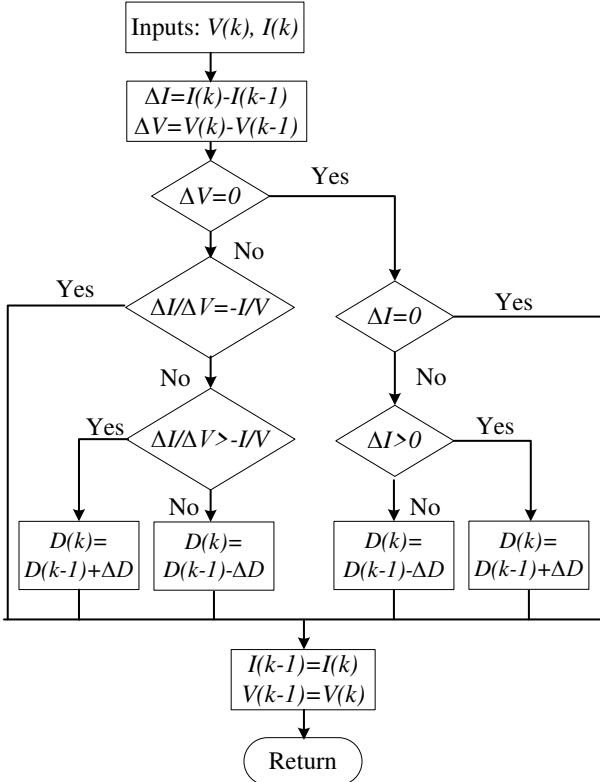 Inputs: V(k), I(k)
ΔI=I(k)-I(k-1)
ΔV=V(k)-V(k-1)
ΔV=0
Yes
No
Yes
ΔI/ΔV=-I/V
ΔI=0
Yes
No
No
Yes
ΔI/ΔV>-I/V
ΔI>0
Yes
No
No
D(k)=
D(k-1)+ΔD
D(k)=
D(k-1)-ΔD
D(k)=
D(k-1)-ΔD
D(k)=
D(k-1)+ΔD
I(k-1)=I(k)
V(k-1)=V(k)
Return